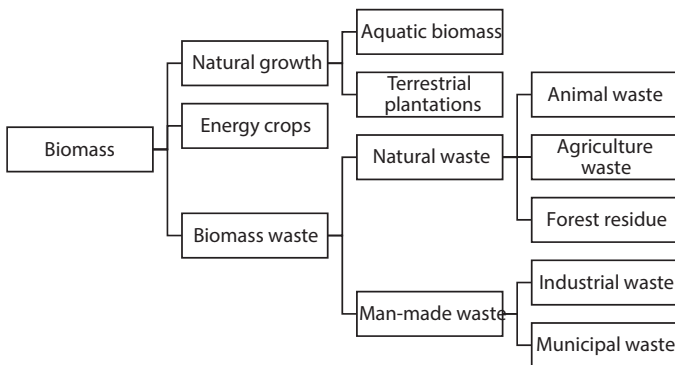 Biomass
Natural growth
Energy crops
Biomass waste
Aquatic biomass
Terrestrial
plantations
Natural waste
Man-made waste
Animal waste
Agriculture
waste
Forest residue
Industrial waste
Municipal waste